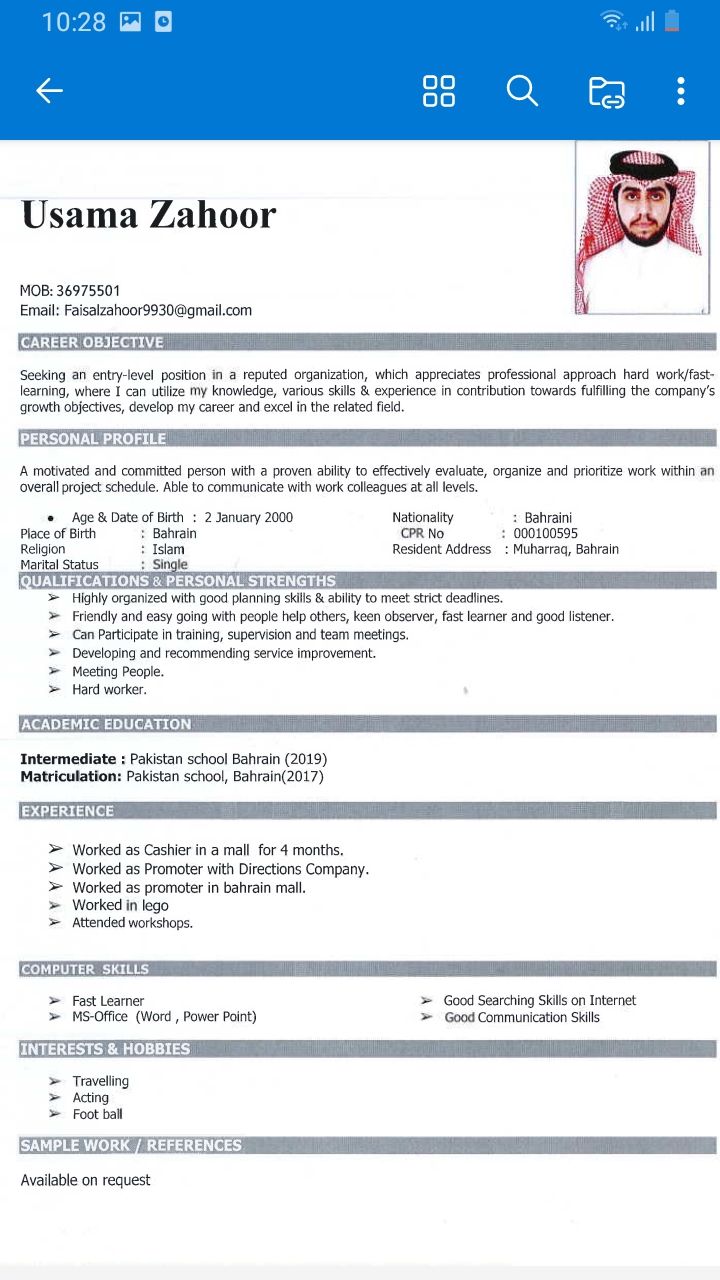 10:28
Usama Zahoor
MOB: 36975501
Email: Faisalzahoor9930@gmail.com
CAREER OBJECTIVE
Seeking an entry-level position in a reputed organization, which appreciates professional approach hard work/fast-
learning, where I can utilize my knowledge, various skills & experience in contribution towards fulfilling the company's
growth objectives, develop my career and excel in the related field.
PERSONAL PROFILE
A motivated and committed person with a proven ability to effectively evaluate, organize and prioritize work within an
overall project schedule. Able to communicate with work colleagues at all levels.
• Age & Date of Birth : 2 January 2000 Nationality : Bahraini
Place of Birth : Bahrain CPR No : 000100595
Religion : Islam Resident Address : Muharraq, Bahrain
Marital Status : Single
QUALIFICATIONS & PERSONAL STRENGTHS
➢ Highly organized with good planning skills & ability to meet strict deadlines.
➢ Friendly and easy going with people help others, keen observer, fast learner and good listener.
➢ Can Participate in training, supervision and team meetings.
➢ Developing and recommending service improvement.
➢ Meeting People.
➢ Hard worker.
ACADEMIC EDUCATION
Intermediate : Pakistan school Bahrain (2019)
Matriculation: Pakistan school, Bahrain(2017)
EXPERIENCE
➢ Worked as Cashier in a mall for 4 months.
➢ Worked as Promoter with Directions Company.
➢ Worked as promoter in bahrain mall.
➢ Worked in lego
➢ Attended workshops.
COMPUTER SKILLS
➢ Fast Learner ➢ Good Searching Skills on Internet
➢ MS-Office (Word , Power Point) ➢ Good Communication Skills
INTERESTS & HOBBIES
➢ Travelling
➢ Acting
➢ Foot ball
SAMPLE WORK / REFERENCES
Available on request